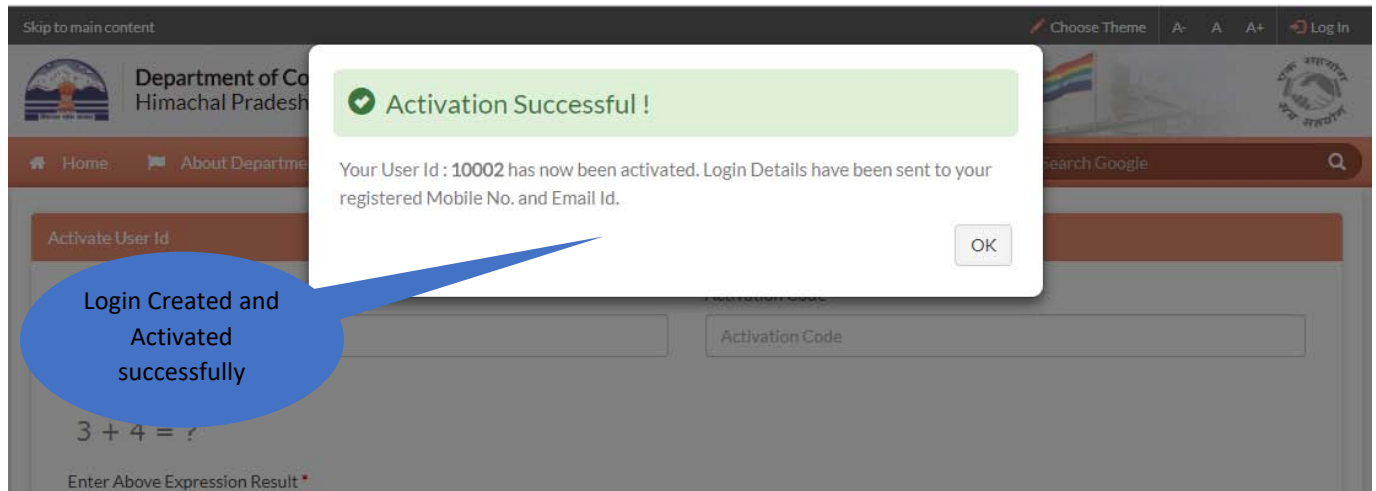 Skip to main content
Choose Theme A- A A+ Log In
Department of Co
Himachal Pradesh
Activation Successful !
Home About Departme
Search Google
Your User Id : 10002 has now been activated. Login Details have been sent to your
registered Mobile No. and Email Id.
OK
Activate User Id
Login Created and
Activated
successfully
Activation Code
Activation Code
3 + 4 = ?
Enter Above Expression Result *